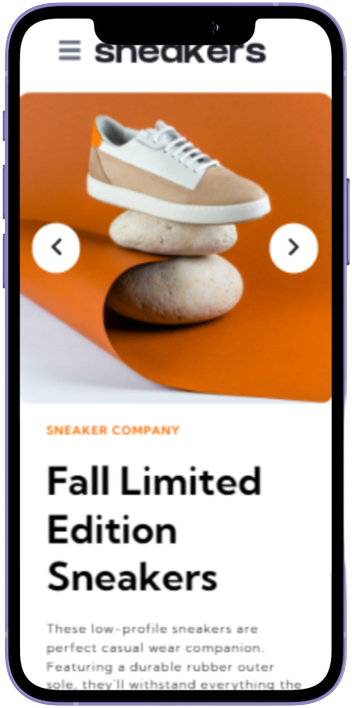 sneakers
SNEAKER COMPANY
Fall Limited
Edition
Sneakers
These low-profile sneakers are
perfect casual wear companion.
Featuring a durable rubber outer
sole, they'll withstand everything the